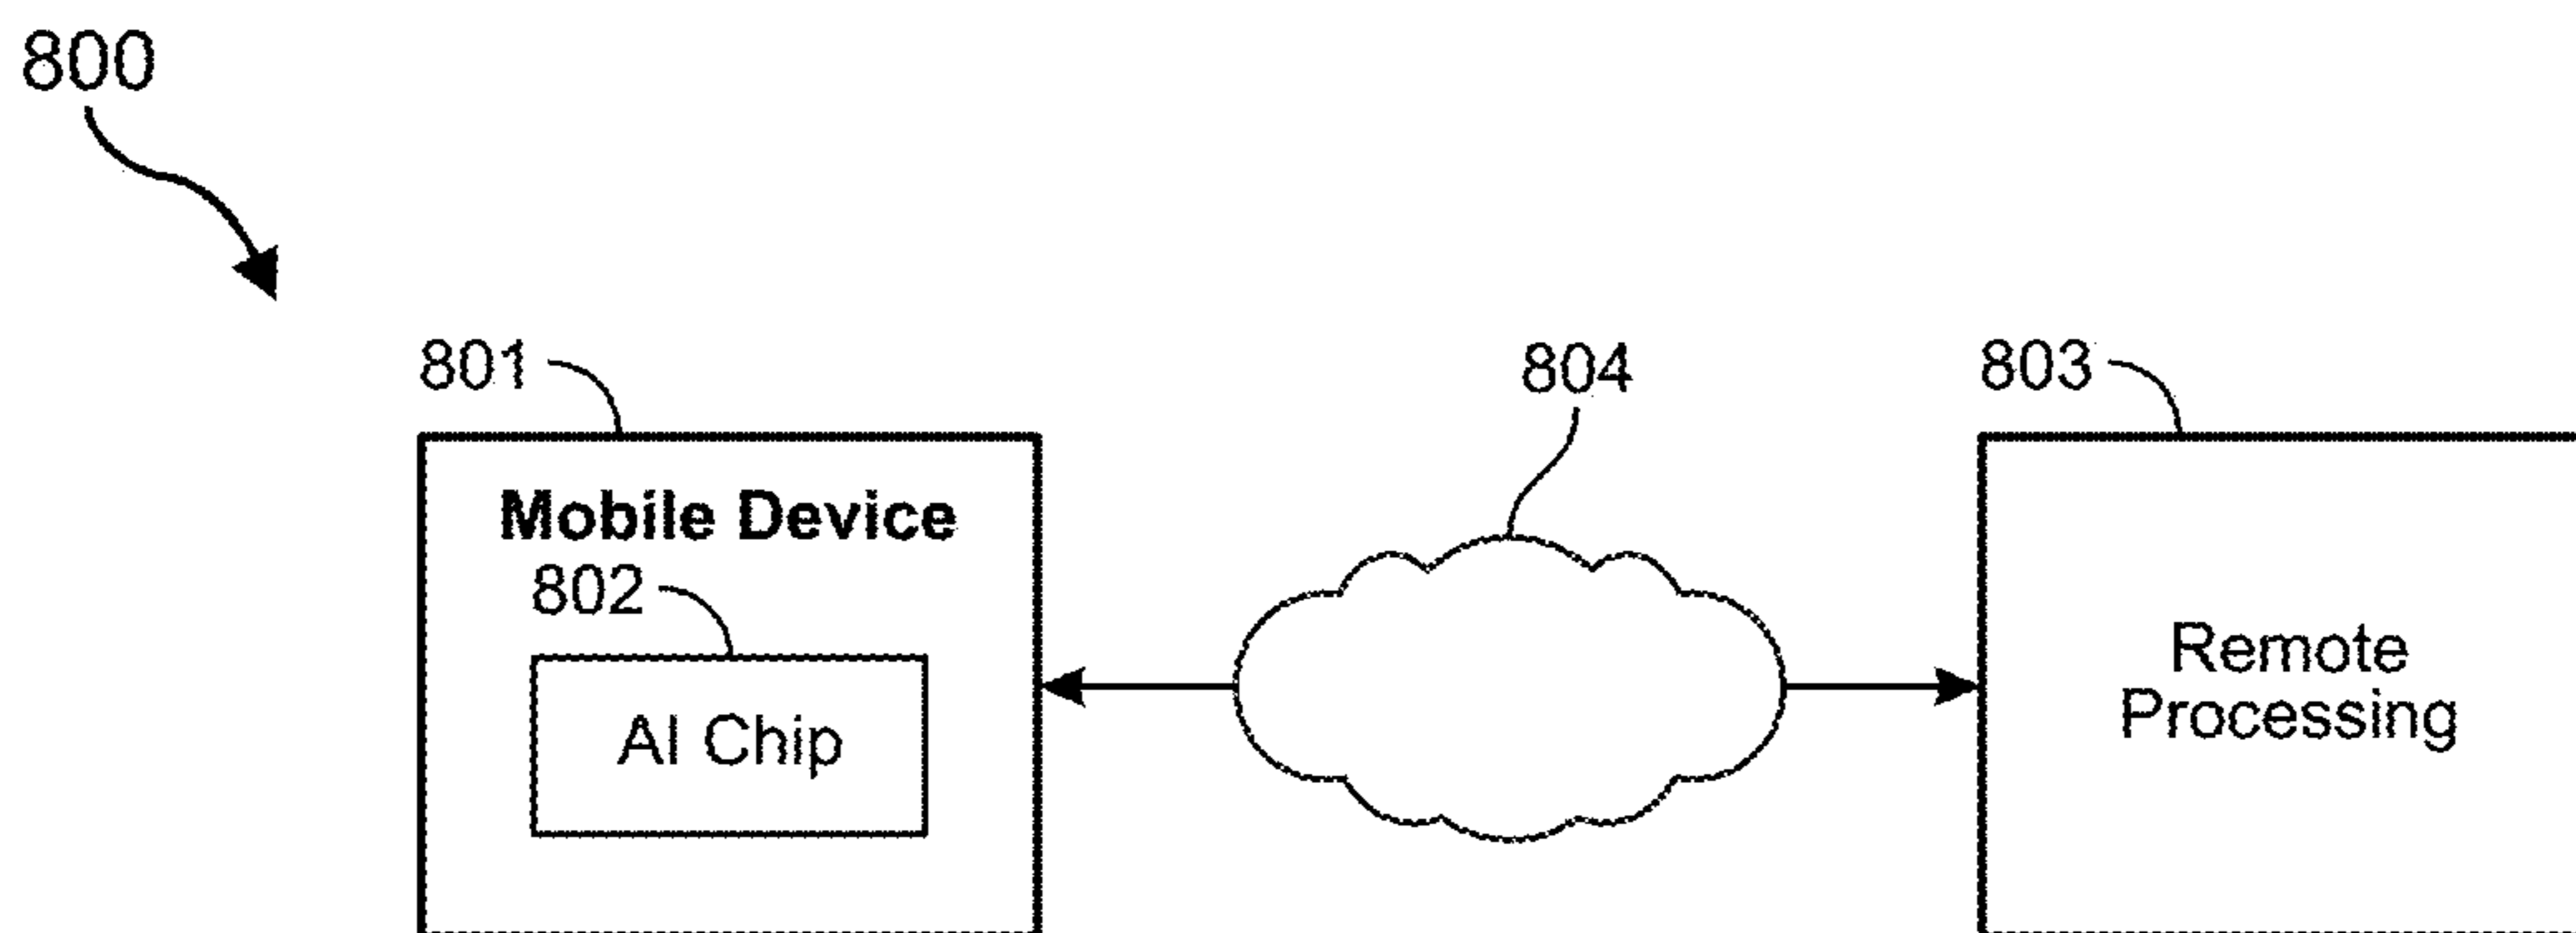 800
801
804
803
Mobile Device
802
AI Chip
Remote
Processing